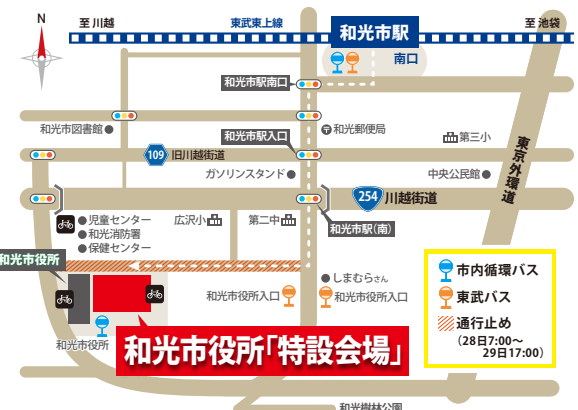 N
至 川越
東武東上線
和光市駅
至 池袋
南口
和光市駅南口
和光市図書館
和光市駅入口
和光郵便局
第三小
109
旧川越街道
ガソリンスタンド
中央公民館
東京外環道
254
川越街道
児童センター
和光消防署
保健センター
広沢小
第二中
和光市駅(南)
和光市役所
しまむらさん
和光市役所入口
和光市役所入口
和光市役所
和光市役所「特設会場」
市内循環バス
東武バス
通行止め
(28日7:00～
29日17:00)
和光樹林公園